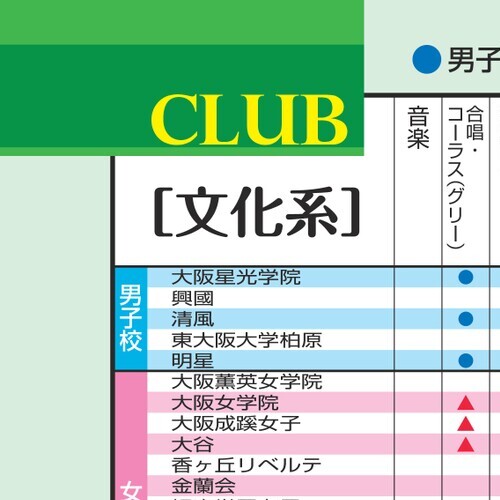 CLUB
●男子
[文化系]
音楽
合唱・
コーラス(グリー)
男子校
大阪星光学院 ●
興國
清風 ●
東大阪大学柏原
明星 ●
女
大阪薫英女学院
大阪女学院 ▲
大阪成蹊女子 ▲
大谷 ▲
香ヶ丘リベルテ
金蘭会